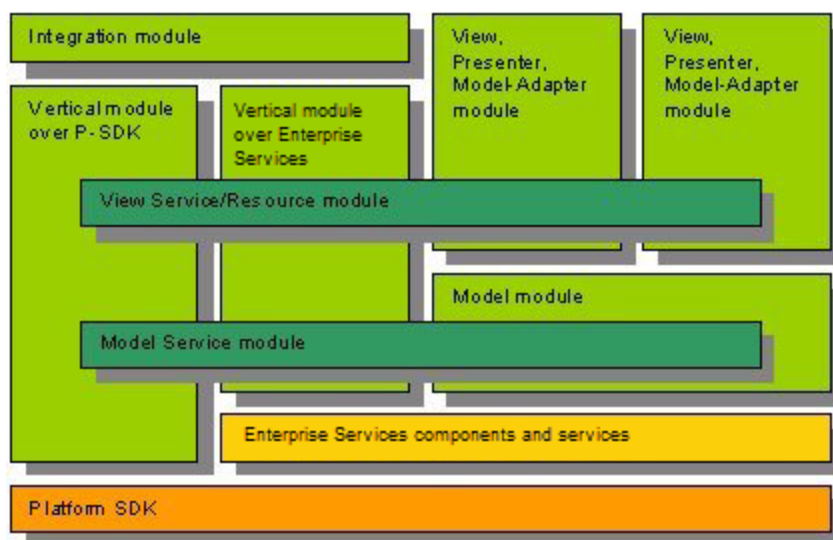 Integration module
View,
Presenter,
Model-Adapter
module
View,
Presenter,
Model-Adapter
module
Vertical module
over P-SDK
Vertical module
over Enterprise
Services
View Service/Resource module
Model module
Model Service module
Enterprise Services components and services
Platform SDK